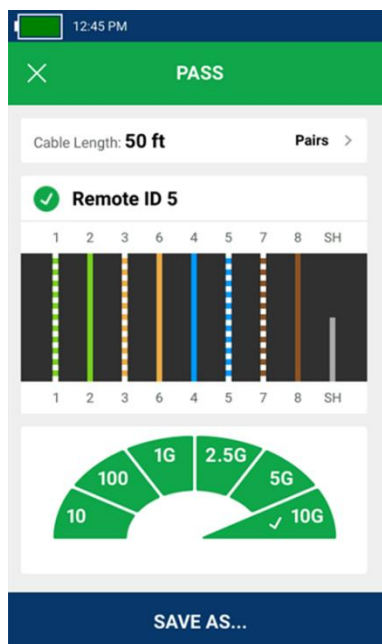 12:45 PM
PASS
Cable Length: 50 ft Pairs >
Remote ID 5
1 2 3 6 4 5 7 8 SH
1 2 3 6 4 5 7 8 SH
10 100 1G 2.5G 5G 10G
SAVE AS...